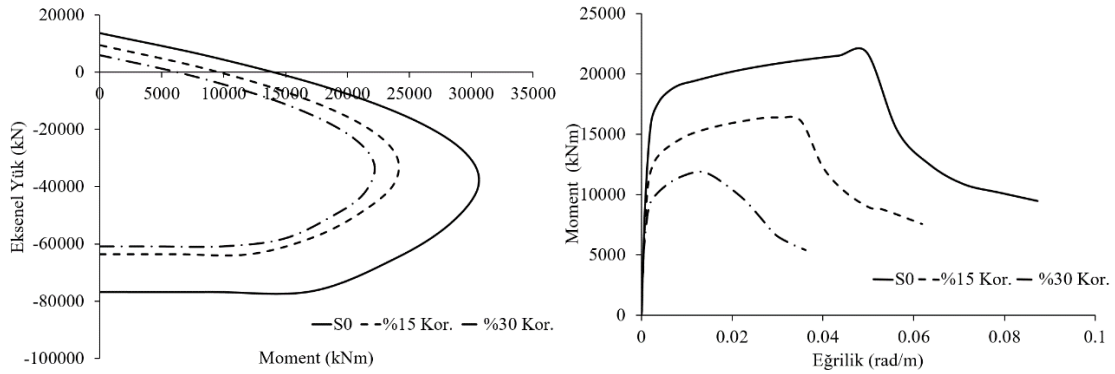 20000
0
-20000
-40000
-60000
-80000
-100000
0 5000 10000 15000 20000 25000 30000 35000
Eksenel Yük (kN)
S0 %15 Kor. %30 Kor.
Moment (kNm)
25000
20000
15000
10000
5000
0
0 0.02 0.04 0.06 0.08 0.1
Moment (kNm)
S0 %15 Kor. %30 Kor.
Eğrilik (rad/m)